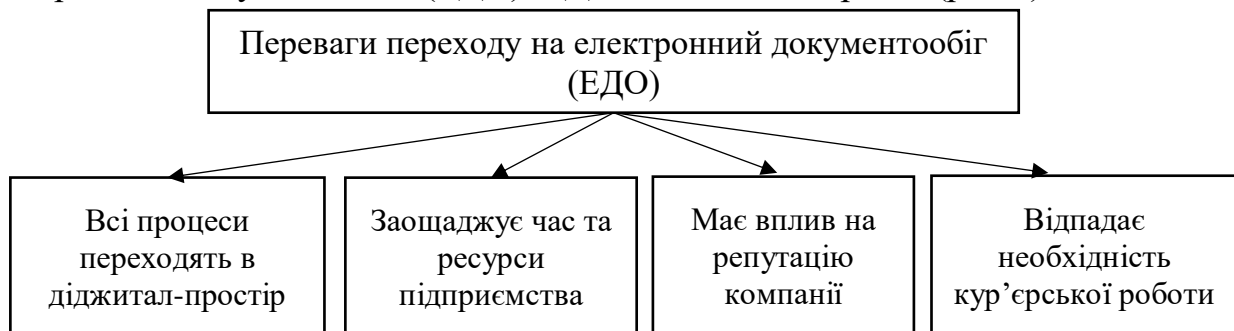 Переваги переходу на електронний документообіг
(ЕДО)
Всі процеси
переходять в
діджитал-простір
Заощаджує час та
ресурси
підприємства
Має вплив на
репутацію
компанії
Відпадає
необхідність
кур’єрської роботи